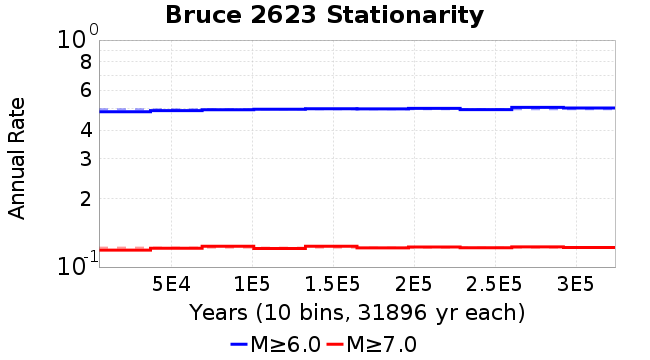 Bruce 2623 Stationarity
Annual Rate
10^0
8
6
4
3
2
10^-1
5E4 1E5 1.5E5 2E5 2.5E5 3E5
Years (10 bins, 31896 yr each)
M≥6.0 M≥7.0